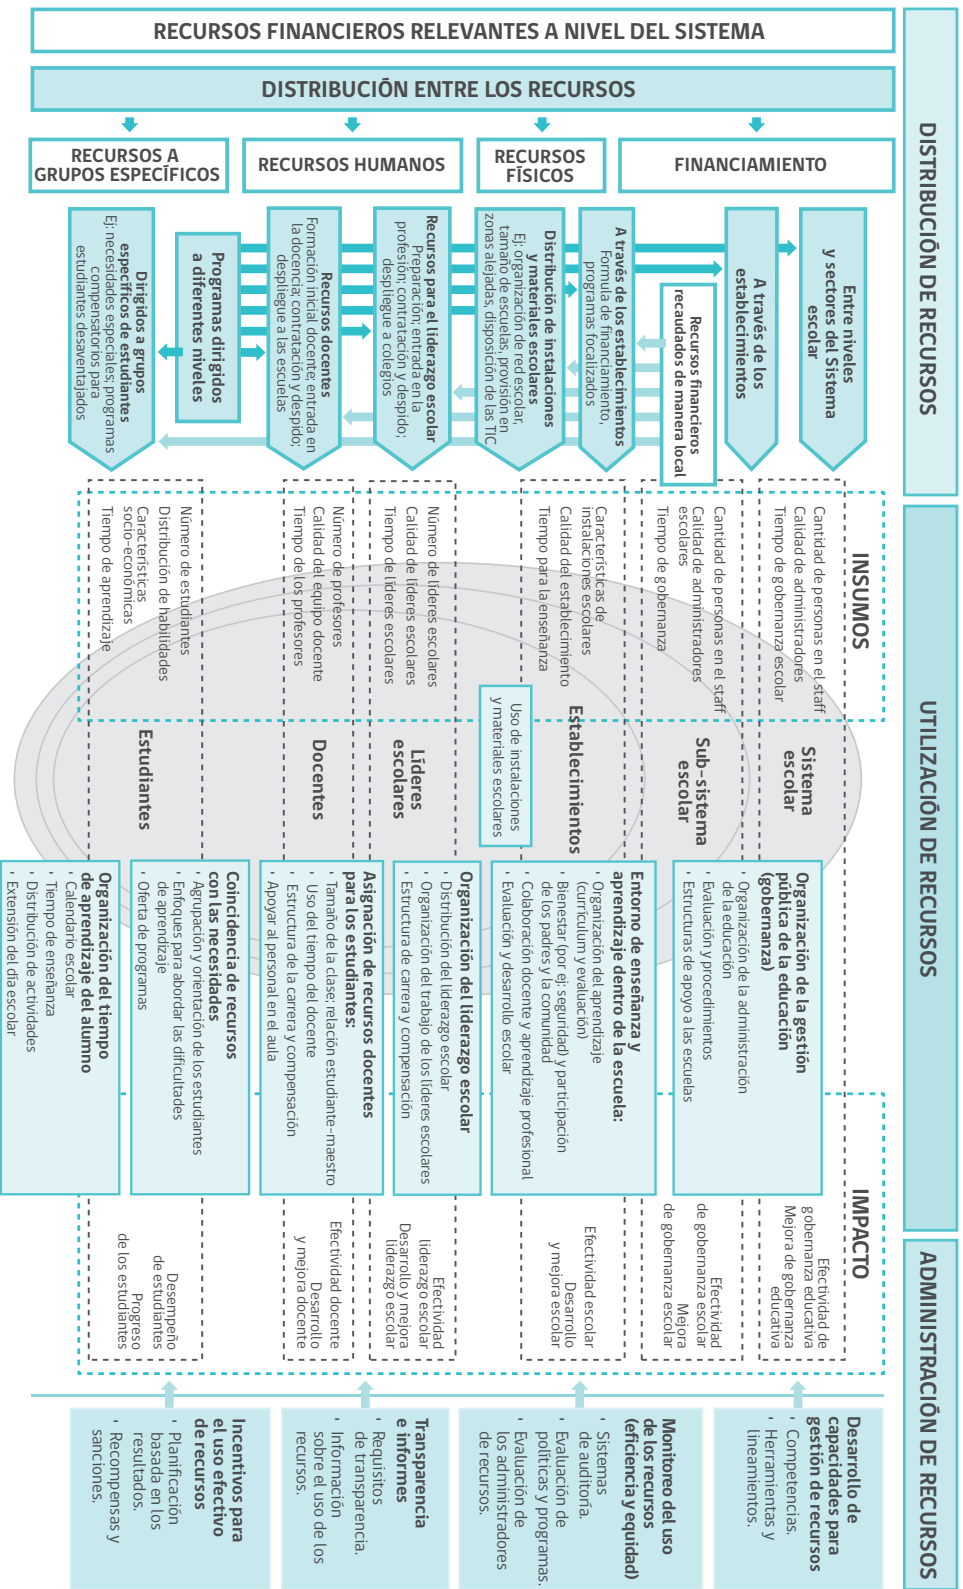 RECURSOS FINANCIEROS RELEVANTES A NIVEL DEL SISTEMA
DISTRIBUCIÓN ENTRE LOS RECURSOS
RECURSOS A
GRUPOS ESPECÍFICOS
RECURSOS HUMANOS
RECURSOS
FÍSICOS
FINANCIAMIENTO
DISTRIBUCIÓN DE RECURSOS
Entre niveles
y sectores del Sistema
escolar
A través de los
establecimientos
Recursos financieros
recaudados de manera local
A través de los establecimientos
Formula de financiamiento,
programas focalizados
Distribución de instalaciones
y materiales escolares
Ej: organización de red escolar,
tamaño de escuelas, provisión en
zonas alejadas, disposición de las TIC
Recursos para el liderazgo escolar
Preparación; entrada en la
profesión; contratación y despido;
despliegue a colegios
Recursos docentes
Formación inicial docente; entrada en
la docencia; contratación y despido;
despliegue a las escuelas
Programas dirigidos
a diferentes niveles
Dirigidos a grupos
específicos de estudiantes
Ej: necesidades especiales; programas
compensatorios para
estudiantes desaventajados
UTILIZACIÓN DE RECURSOS
INSUMOS
Cantidad de personas en el staff
Calidad de administradores
Tiempo de gobernanza escolar
Cantidad de personas en el staff
Calidad de administradores
escolares
Tiempo de gobernanza
Características de
instalaciones escolares
Calidad del establecimiento
Tiempo para la enseñanza
Número de líderes escolares
Calidad de líderes escolares
Tiempo de líderes escolares
Número de profesores
Calidad del equipo docente
Tiempo de los profesores
Número de estudiantes
Distribución de habilidades
Características
socio-económicas
Tiempo de aprendizaje
Sistema
escolar
Sub-sistema
escolar
Establecimientos
Uso de instalaciones
y materiales escolares
Líderes
escolares
Docentes
Estudiantes
Organización de la gestión
pública de la educación
(gobernanza)
· Organización de la administración
de la educación
· Evaluación y procedimientos
· Estructuras de apoyo a las escuelas
Entorno de enseñanza y
aprendizaje dentro de la escuela:
· Organización del aprendizaje
(currículum y evaluación)
· Bienestar (por ej: seguridad) y participación
de los padres y la comunidad
· Colaboración docente y aprendizaje profesional
· Evaluación y desarrollo escolar
Organización del liderazgo escolar
· Distribución del liderazgo escolar
· Organización del trabajo de los líderes escolares
· Estructura de carrera y compensación
Asignación de recursos docentes
para los estudiantes:
· Tamaño de la clase; relación estudiante-maestro
· Uso del tiempo del docente
· Estructura de la carrera y compensación
· Apoyar al personal en el aula
Coincidencia de recursos
con las necesidades
· Agrupación y orientación de los estudiantes
· Enfoques para abordar las dificultades
de aprendizaje
· Oferta de programas
Organización del tiempo
de aprendizaje del alumno
· Calendario escolar
· Tiempo de enseñanza
· Distribución de actividades
· Extensión del día escolar
IMPACTO
Efectividad de
gobernanza educativa
Mejora de gobernanza
educativa
Efectividad
de gobernanza escolar
Mejora
de gobernanza escolar
Efectividad escolar
Desarrollo
y mejora escolar
Efectividad
liderazgo escolar
Desarrollo y mejora
liderazgo escolar
Efectividad docente
Desarrollo
y mejora docente
Desempeño
de estudiantes
Progreso
de los estudiantes
ADMINISTRACIÓN DE RECURSOS
Desarrollo de
capacidades para
gestión de recursos
· Competencias.
· Herramientas y
lineamientos.
Monitoreo del uso
de los recursos
(eficiencia y equidad)
· Sistemas
de auditoría.
· Evaluación de
políticas y programas.
· Evaluación de
los administradores
de recursos.
Transparencia
e informes
· Requisitos
de transparencia.
· Información
sobre el uso de los
recursos.
Incentivos para
el uso efectivo
de recursos
· Planificación
basada en los
resultados.
· Recompensas y
sanciones.